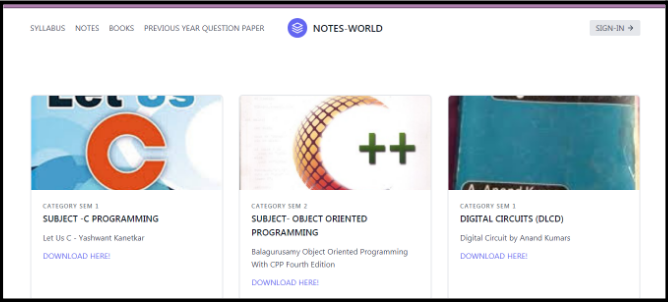 SYLLABUS NOTES BOOKS PREVIOUS YEAR QUESTION PAPER NOTES-WORLD SIGN-IN →
Let Us
C
++
CATEGORY SEM 1
SUBJECT -C PROGRAMMING
Let Us C - Yashwant Kanetkar
DOWNLOAD HERE!
CATEGORY SEM 2
SUBJECT- OBJECT ORIENTED
PROGRAMMING
Balagurusamy Object Oriented Programming
With CPP Fourth Edition
DOWNLOAD HERE!
A. Anand
CATEGORY SEM 1
DIGITAL CIRCUITS (DLCD)
Digital Circuit by Anand Kumars
DOWNLOAD HERE!